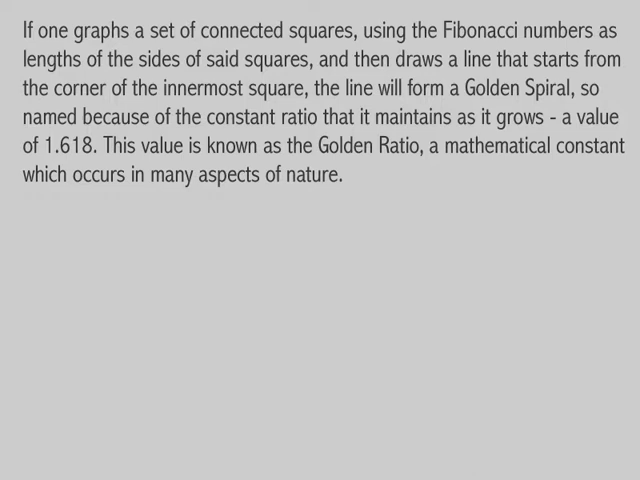 If one graphs a set of connected squares, using the Fibonacci numbers as
lengths of the sides of said squares, and then draws a line that starts from
the corner of the innermost square, the line will form a Golden Spiral, so
named because of the constant ratio that it maintains as it grows - a value
of 1.618. This value is known as the Golden Ratio, a mathematical constant
which occurs in many aspects of nature.